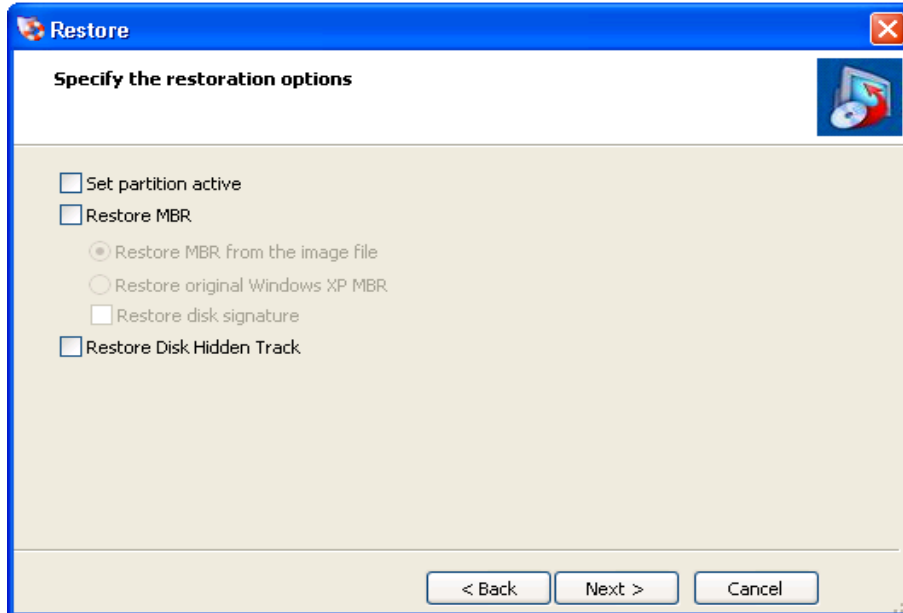 Restore
Specify the restoration options
Set partition active
Restore MBR
Restore MBR from the image file
Restore original Windows XP MBR
Restore disk signature
Restore Disk Hidden Track
< Back Next > Cancel